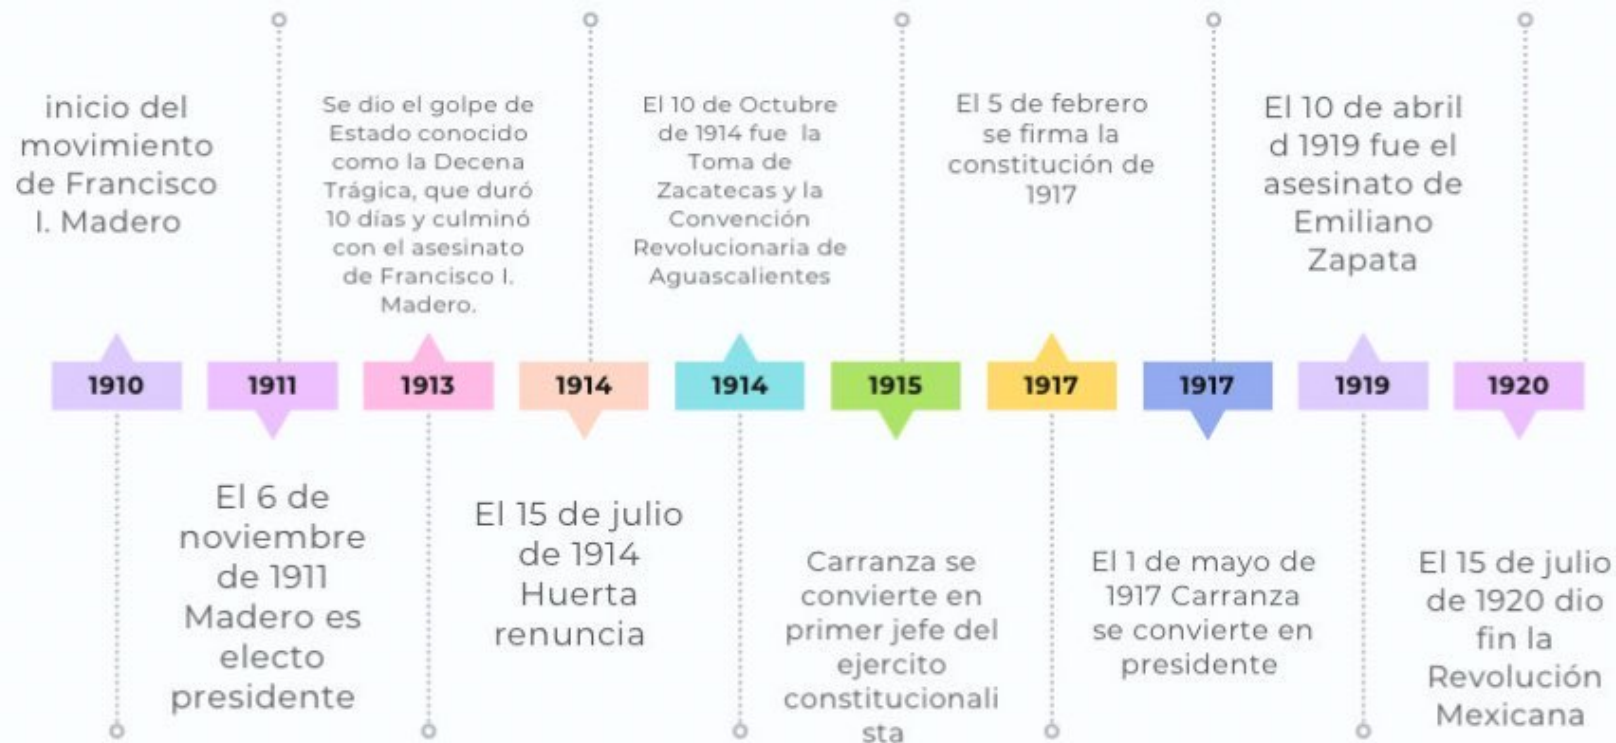 inicio del
movimiento
de Francisco
I. Madero
Se dio el golpe de
Estado conocido
como la Decena
Trágica, que duró
10 días y culminó
con el asesinato
de Francisco I.
Madero.
El 10 de Octubre
de 1914 fue la
Toma de
Zacatecas y la
Convención
Revolucionaria de
Aguascalientes
El 5 de febrero
se firma la
constitución de
1917
El 10 de abril
d 1919 fue el
asesinato de
Emiliano
Zapata
1910
1911
1913
1914
1914
1915
1917
1917
1919
1920
El 6 de
noviembre
de 1911
Madero es
electo
presidente
El 15 de julio
de 1914
Huerta
renuncia
Carranza se
convierte en
primer jefe del
ejercito
constitucionali
sta
El 1 de mayo de
1917 Carranza
se convierte en
presidente
El 15 de julio
de 1920 dio
fin la
Revolución
Mexicana